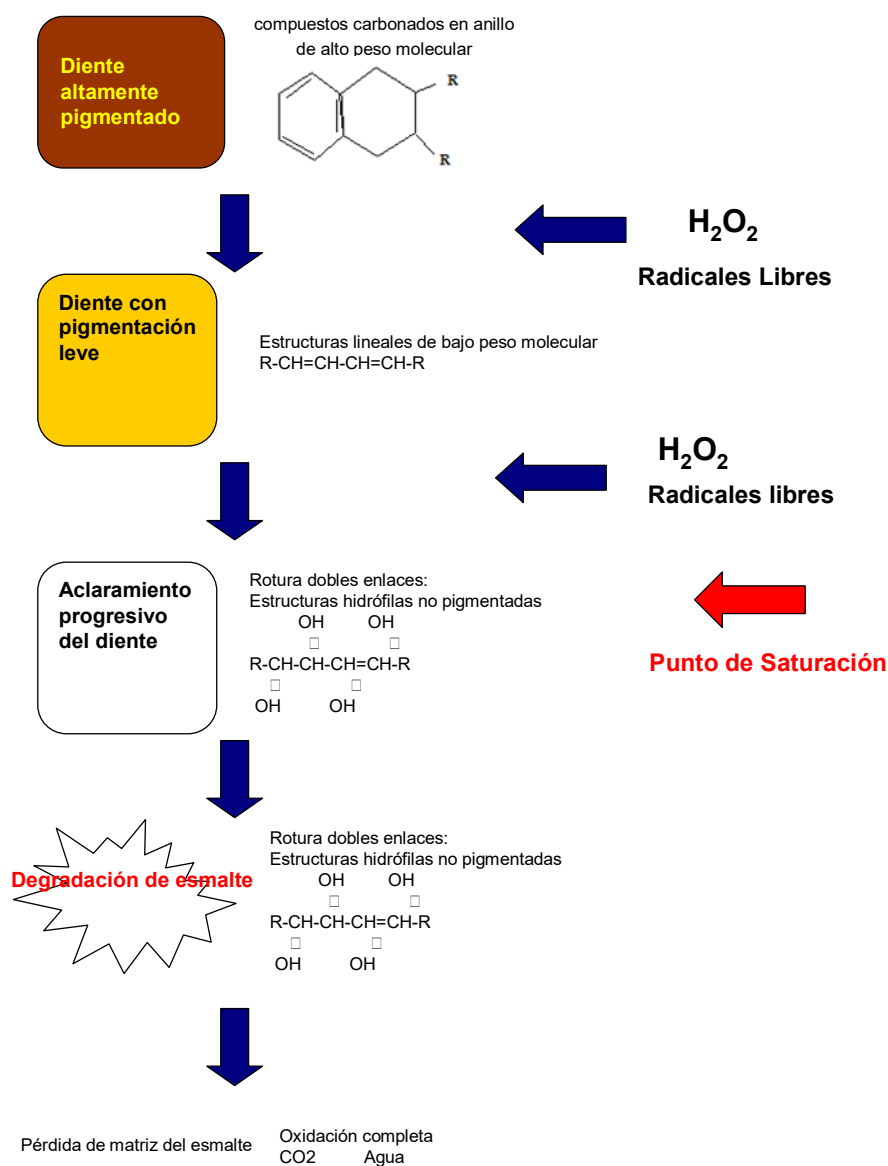 compuestos carbonados en anillo
de alto peso molecular
Diente
altamente
pigmentado
R
R
H₂O₂
Radicales Libres
Diente con
pigmentación
leve
Estructuras lineales de bajo peso molecular
R-CH=CH-CH=CH-R
H₂O₂
Radicales libres
Aclaramiento
progresivo
del diente
Rotura dobles enlaces:
Estructuras hidrófilas no pigmentadas
OH OH
□ □
R-CH-CH-CH=CH-R
□ □
OH OH
Punto de Saturación
Degradación de esmalte
Rotura dobles enlaces:
Estructuras hidrófilas no pigmentadas
OH OH
□ □
R-CH-CH-CH=CH-R
□ □
OH OH
Pérdida de matriz del esmalte
Oxidación completa
CO2 Agua